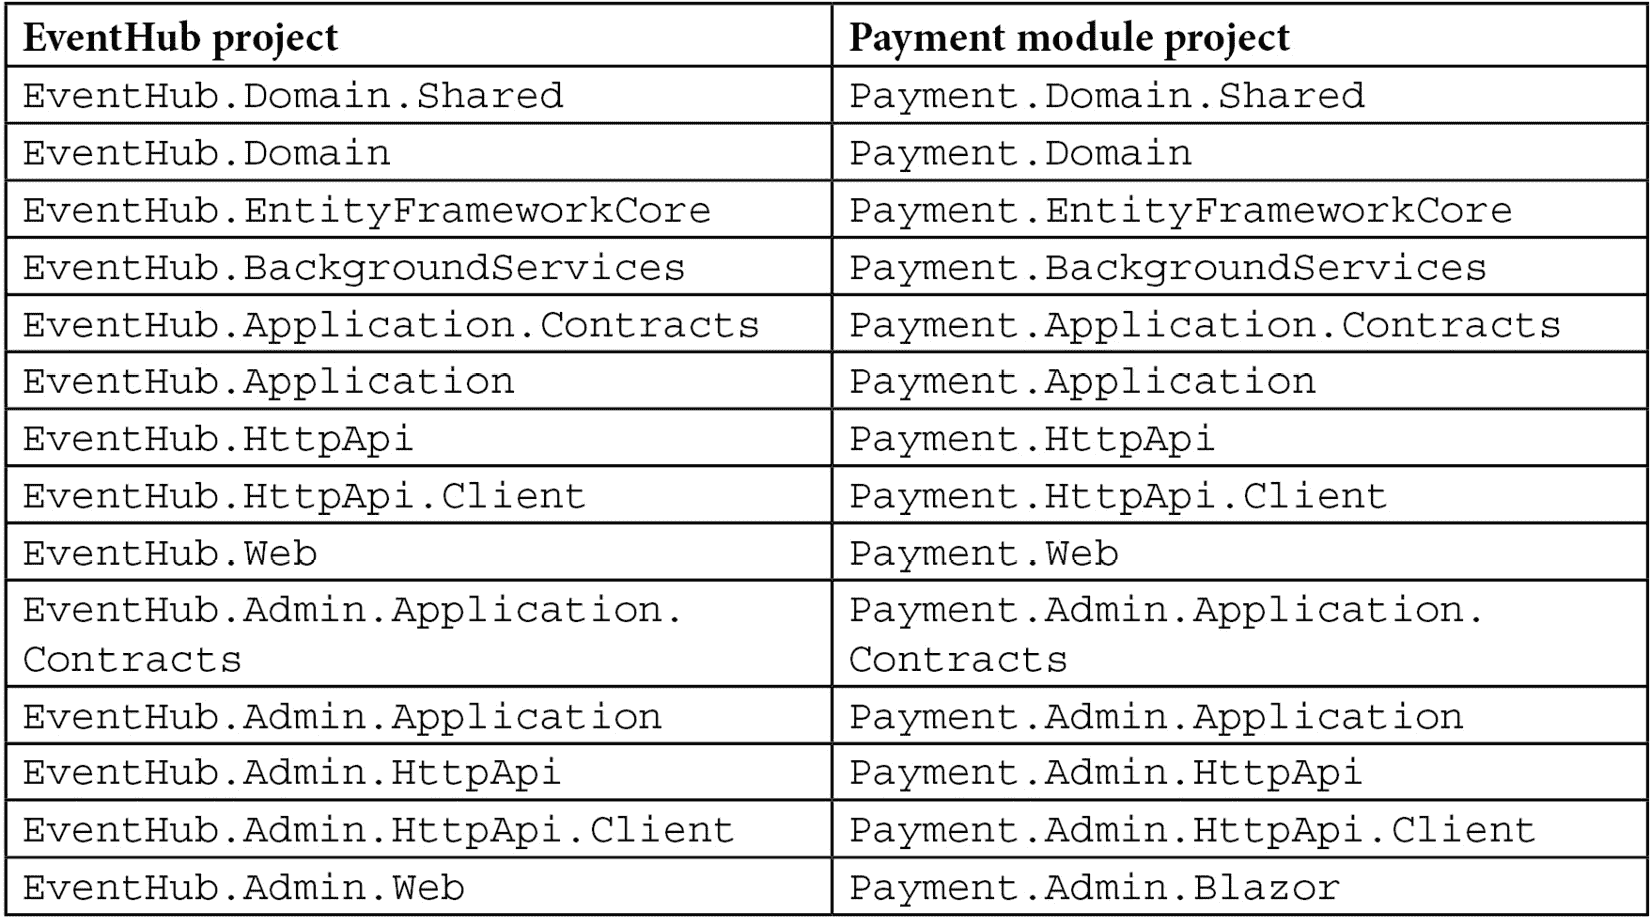 EventHub project Payment module project
EventHub.Domain.Shared Payment.Domain.Shared
EventHub.Domain Payment.Domain
EventHub.EntityFrameworkCore Payment.EntityFrameworkCore
EventHub.BackgroundServices Payment.BackgroundServices
EventHub.Application.Contracts Payment.Application.Contracts
EventHub.Application Payment.Application
EventHub.HttpApi Payment.HttpApi
EventHub.HttpApi.Client Payment.HttpApi.Client
EventHub.Web Payment.Web
EventHub.Admin.Application. Payment.Admin.Application.
Contracts Contracts
EventHub.Admin.Application Payment.Admin.Application
EventHub.Admin.HttpApi Payment.Admin.HttpApi
EventHub.Admin.HttpApi.Client Payment.Admin.HttpApi.Client
EventHub.Admin.Web Payment.Admin.Blazor